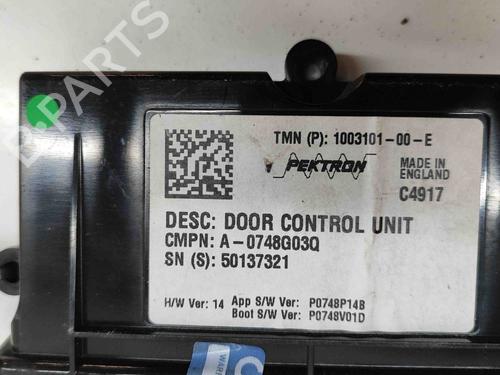 TMN (P): 1003101-00-E
PEKTRON
MADE IN
ENGLAND
C4917
DESC: DOOR CONTROL UNIT
CMPN: A-0748G03Q
SN (S): 50137321
H/W Ver: 14 App S/W Ver: P0748P14B
Boot S/W Ver: P0748V01D